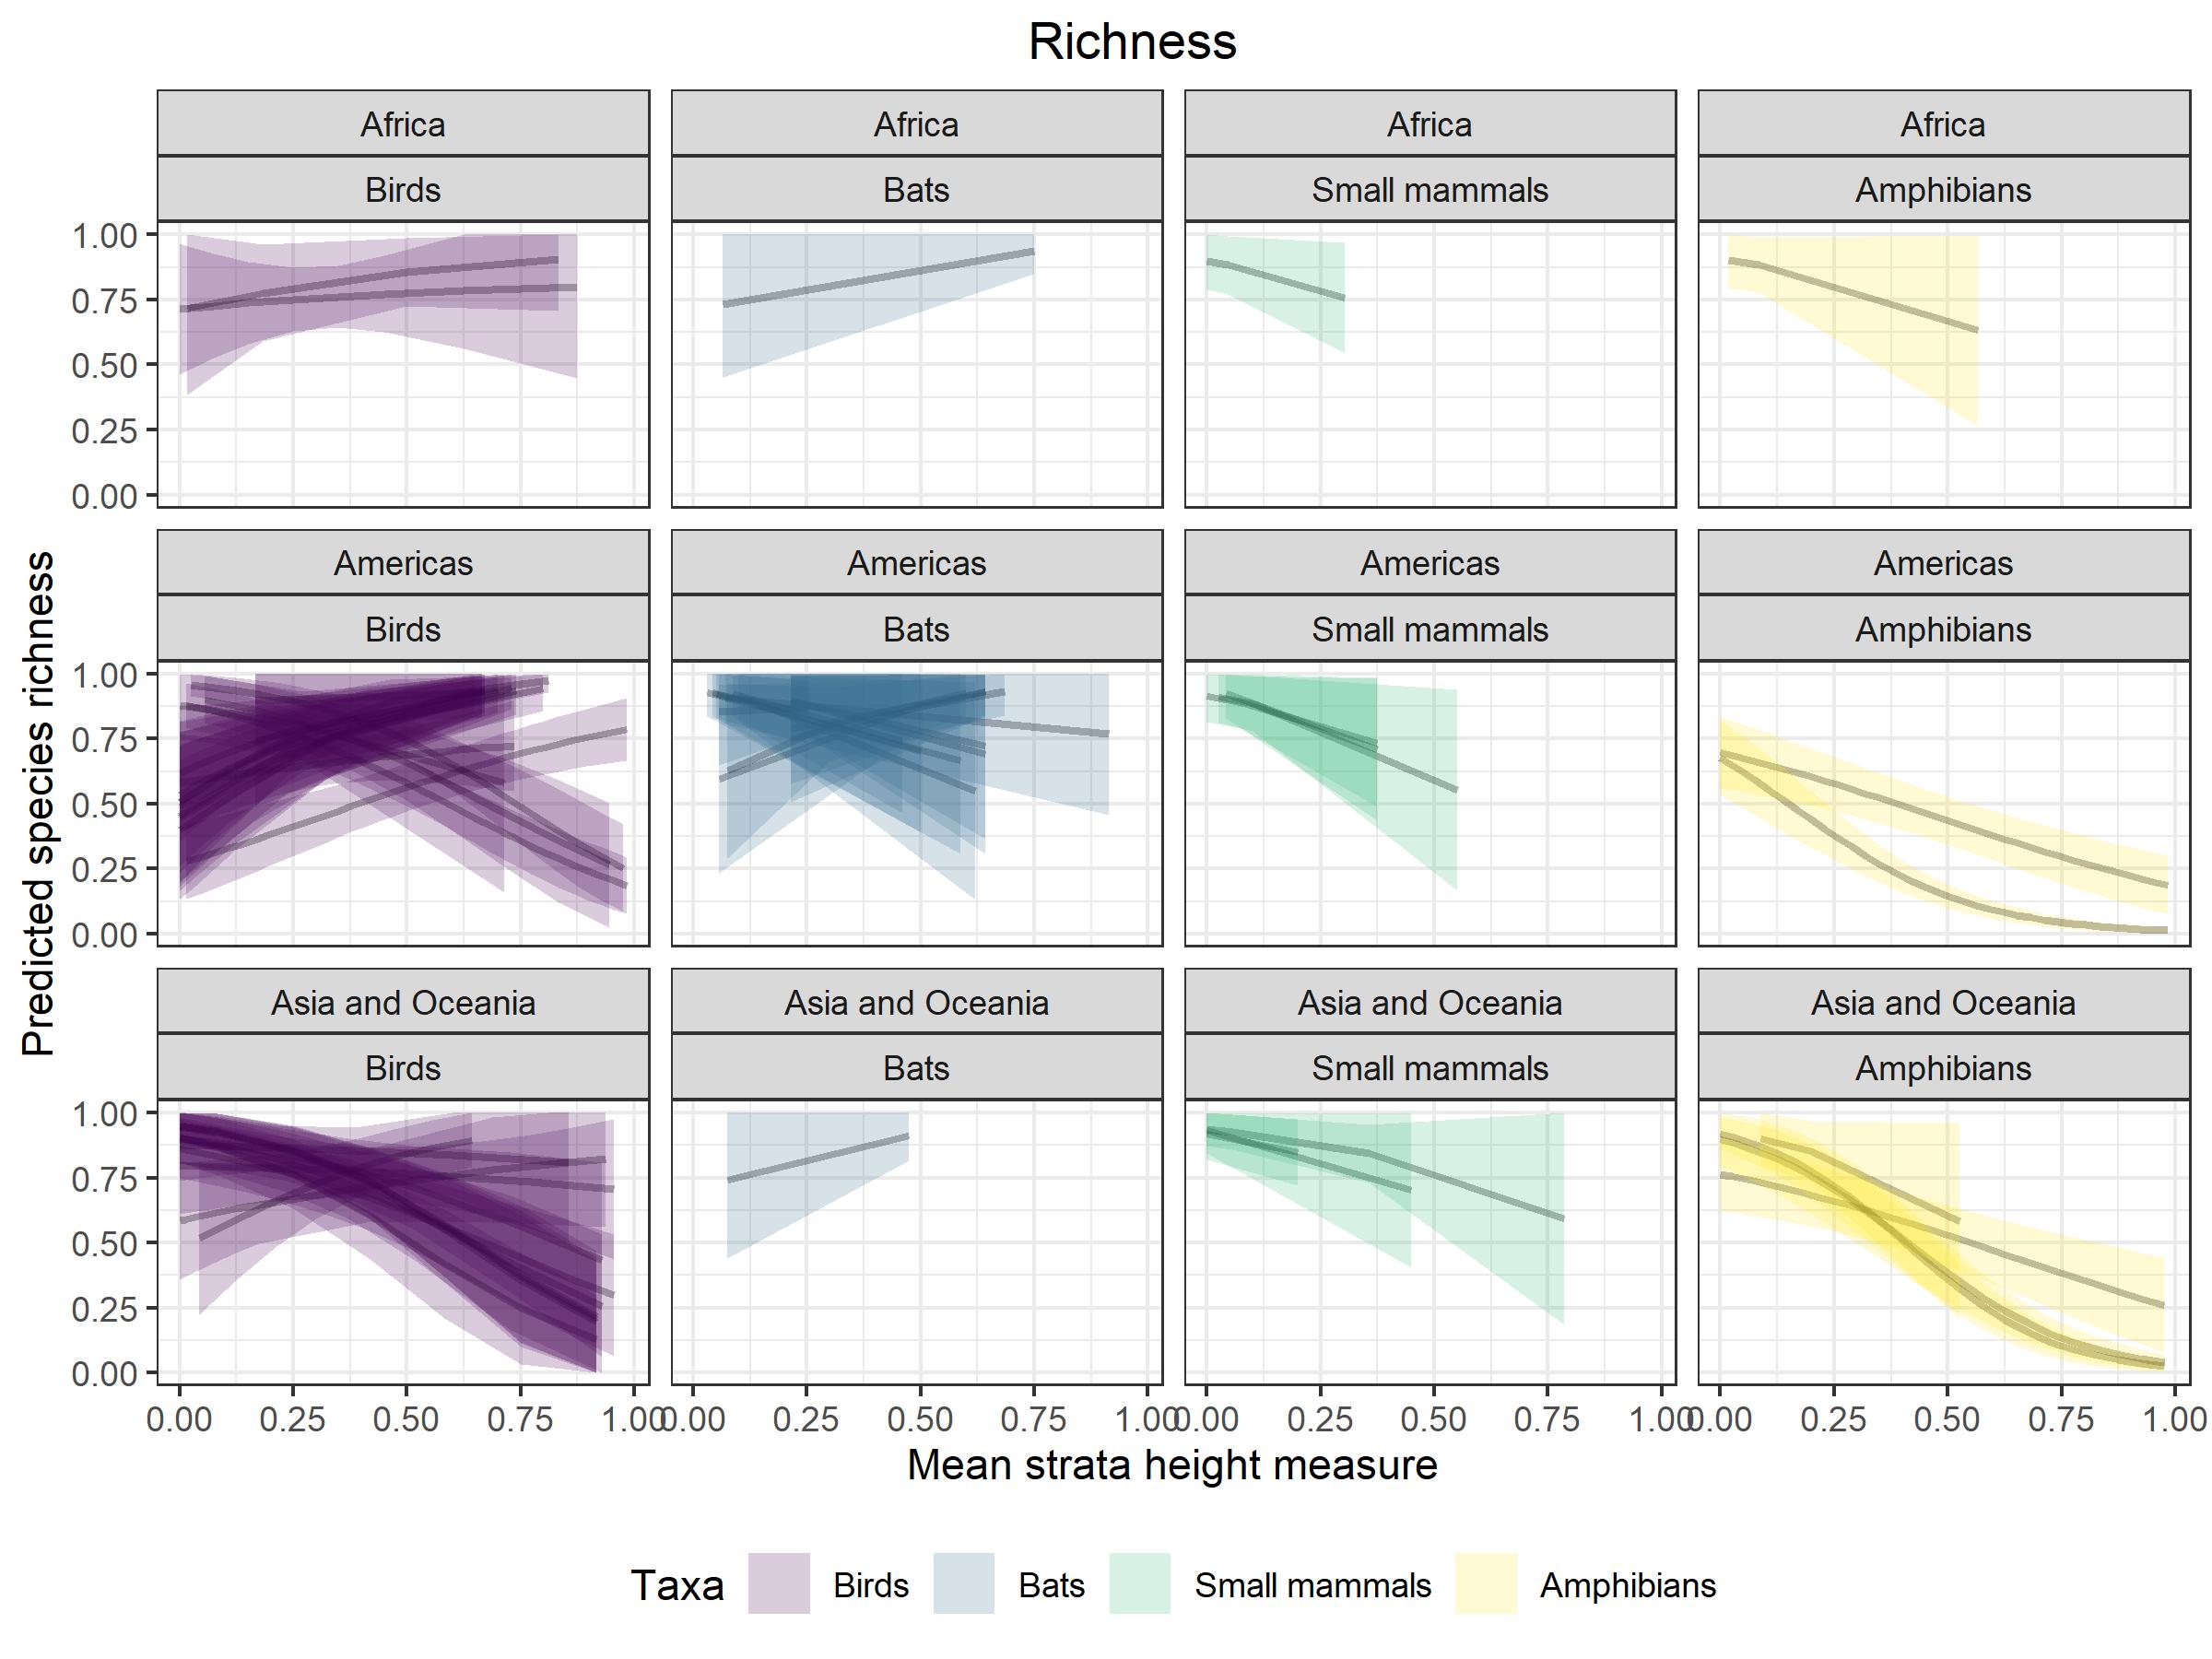 Richness
Africa Africa Africa Africa
Birds Bats Small mammals Amphibians
1.00
0.75
0.50
0.25
0.00
Americas Americas Americas Americas
Birds Bats Small mammals Amphibians
1.00
0.75
0.50
0.25
0.00
Predicted species richness
Asia and Oceania Asia and Oceania Asia and Oceania Asia and Oceania
Birds Bats Small mammals Amphibians
1.00
0.75
0.50
0.25
0.00
0.00 0.25 0.50 0.75 1.00 0.00 0.25 0.50 0.75 1.00 0.00 0.25 0.50 0.75 1.00 0.00 0.25 0.50 0.75 1.00
Mean strata height measure
Taxa Birds Bats Small mammals Amphibians